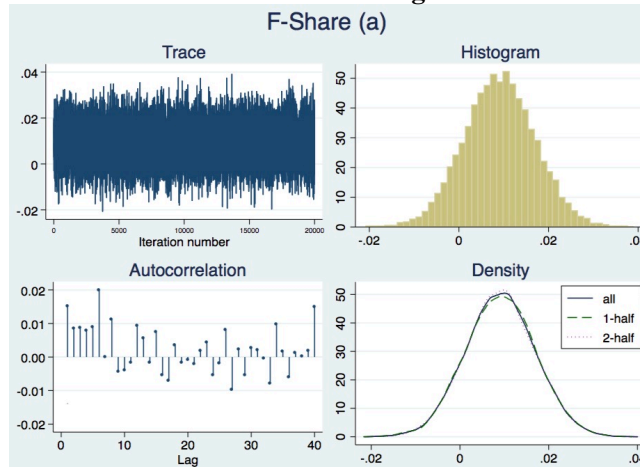 F-Share (a)
Trace
.04
.02
0
-.02
0 5000 10000 15000 20000
Iteration number
Histogram
50
40
30
20
10
0
-.02 0 .02 .0
Autocorrelation
0.02
0.01
0.00
-0.01
-0.02
0 10 20 30 40
Lag
Density
50
40
30
20
10
0
all
1-half
2-half
-.02 0 .02 .0